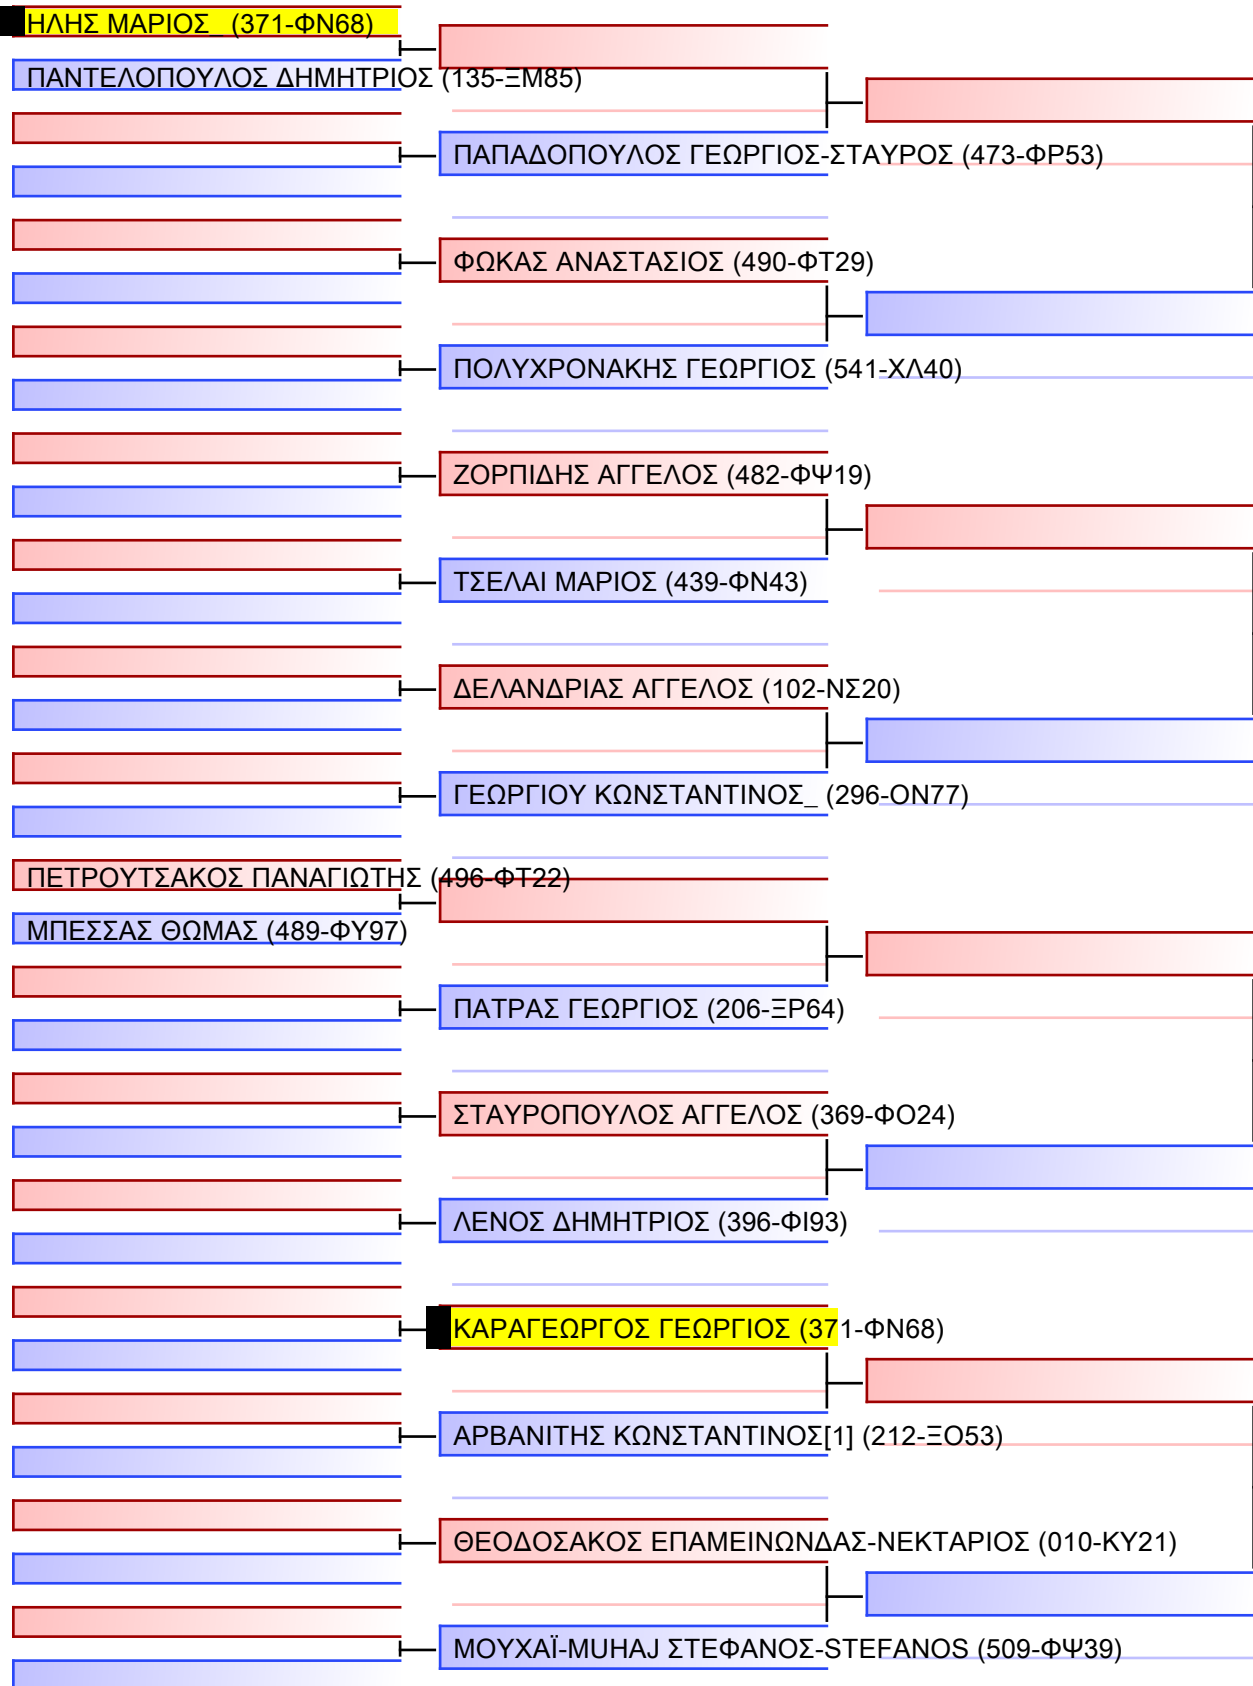 ΗΛΗΣ ΜΑΡΙΟΣ_ (371-ΦΝ68)
ΠΑΝΤΕΛΟΠΟΥΛΟΣ ΔΗΜΗΤΡΙΟΣ (135-ΞΜ85)
ΠΑΠΑΔΟΠΟΥΛΟΣ ΓΕΩΡΓΙΟΣ-ΣΤΑΥΡΟΣ (473-ΦΡ53)
ΦΩΚΑΣ ΑΝΑΣΤΑΣΙΟΣ (490-ΦΤ29)
ΠΟΛΥΧΡΟΝΑΚΗΣ ΓΕΩΡΓΙΟΣ (541-ΧΛ40)
ΖΟΡΠΙΔΗΣ ΑΓΓΕΛΟΣ (482-ΦΨ19)
ΤΣΕΛΑΙ ΜΑΡΙΟΣ (439-ΦΝ43)
ΔΕΛΑΝΔΡΙΑΣ ΑΓΓΕΛΟΣ (102-ΝΣ20)
ΓΕΩΡΓΙΟΥ ΚΩΝΣΤΑΝΤΙΝΟΣ_ (296-ΟΝ77)
ΠΕΤΡΟΥΤΣΑΚΟΣ ΠΑΝΑΓΙΩΤΗΣ (496-ΦΤ22)
ΜΠΕΣΣΑΣ ΘΩΜΑΣ (489-ΦΥ97)
ΠΑΤΡΑΣ ΓΕΩΡΓΙΟΣ (206-ΞΡ64)
ΣΤΑΥΡΟΠΟΥΛΟΣ ΑΓΓΕΛΟΣ (369-ΦΟ24)
ΛΕΝΟΣ ΔΗΜΗΤΡΙΟΣ (396-ΦΙ93)
ΚΑΡΑΓΕΩΡΓΟΣ ΓΕΩΡΓΙΟΣ (371-ΦΝ68)
ΑΡΒΑΝΙΤΗΣ ΚΩΝΣΤΑΝΤΙΝΟΣ[1] (212-ΞΟ53)
ΘΕΟΔΟΣΑΚΟΣ ΕΠΑΜΕΙΝΩΝΔΑΣ-ΝΕΚΤΑΡΙΟΣ (010-ΚΥ21)
ΜΟΥΧΑΪ-MUHAJ ΣΤΕΦΑΝΟΣ-STEFANOS (509-ΦΨ39)